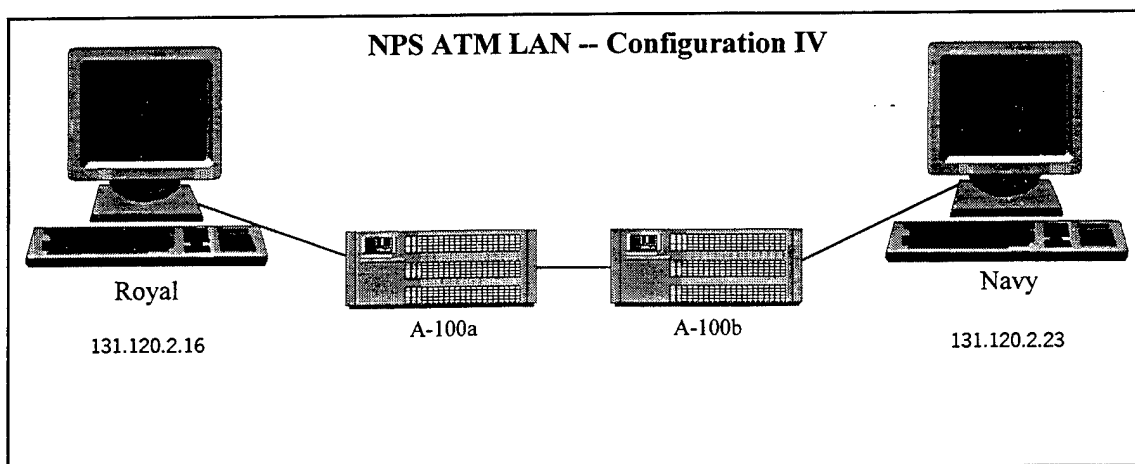 NPS ATM LAN -- Configuration IV
Royal
131.120.2.16
A-100a
A-100b
Navy
131.120.2.23